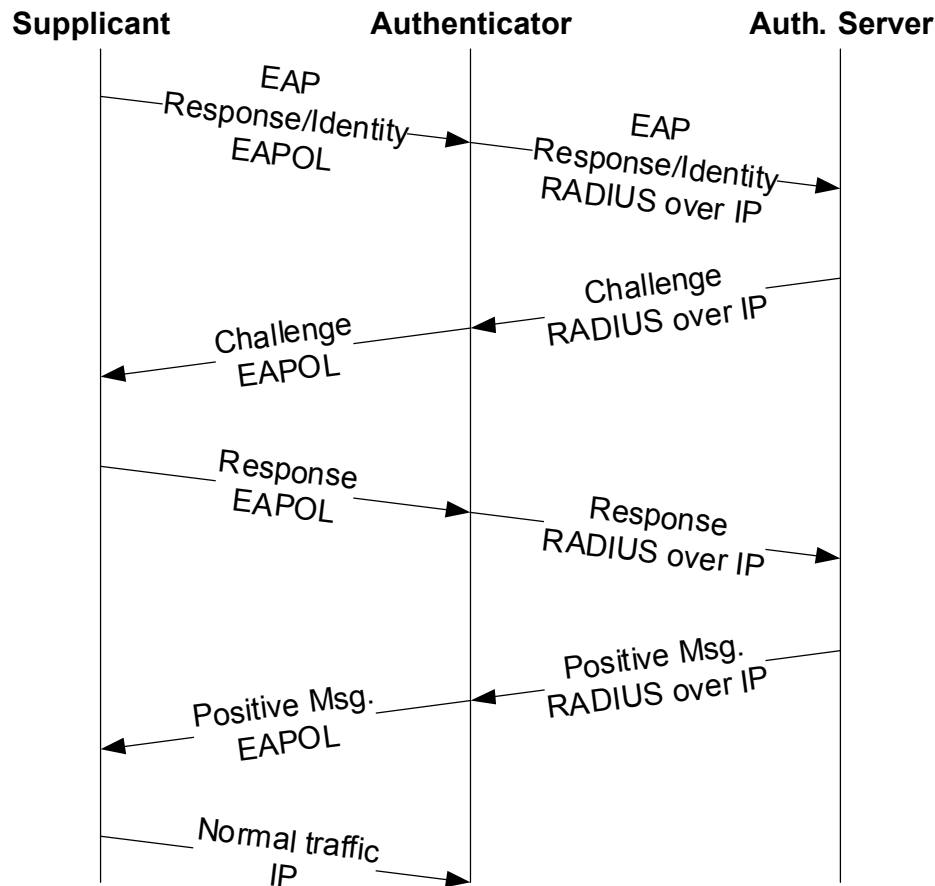 Supplicant Authenticator Auth. Server
EAP
Response/Identity
EAPOL
EAP
Response/Identity
RADIUS over IP
Challenge
RADIUS over IP
Challenge
EAPOL
Response
EAPOL
Response
RADIUS over IP
Positive Msg.
RADIUS over IP
Positive Msg.
EAPOL
Normal traffic
IP